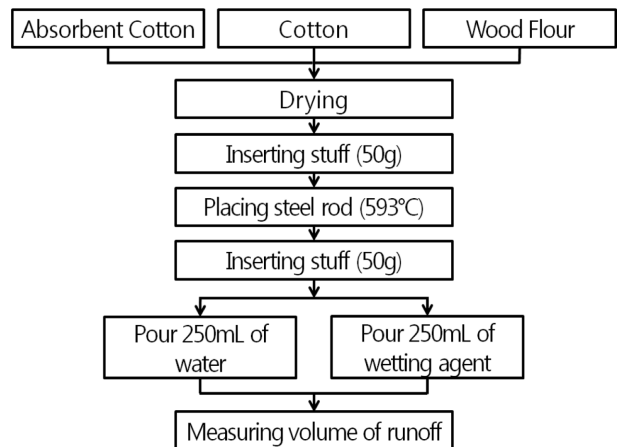 Absorbent Cotton
Cotton
Wood Flour
Drying
Inserting stuff (50g)
Placing steel rod (593°C)
Inserting stuff (50g)
Pour 250mL of
water
Pour 250mL of
wetting agent
Measuring volume of runoff